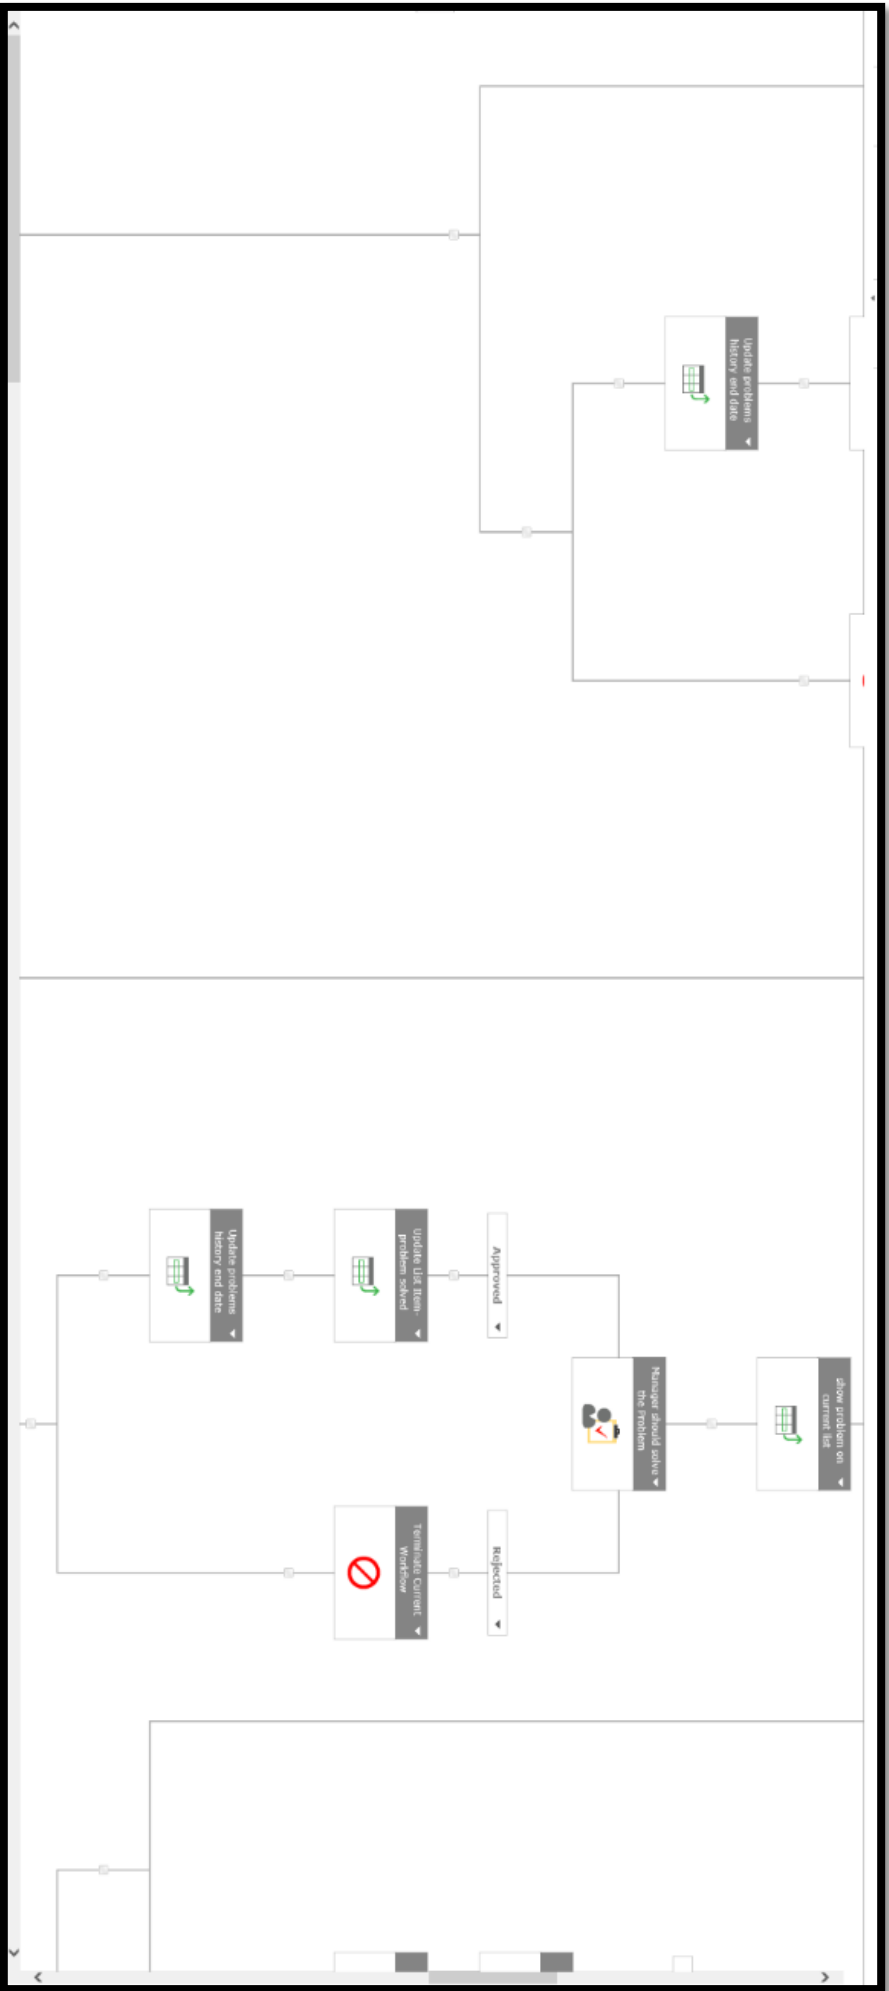 Update problems
history end date
show problem on
current list
Manager should solve
the Problem
Approved
Rejected
Update List Item-
problem solved
Terminate Current
Workflow
Update problems
history end date